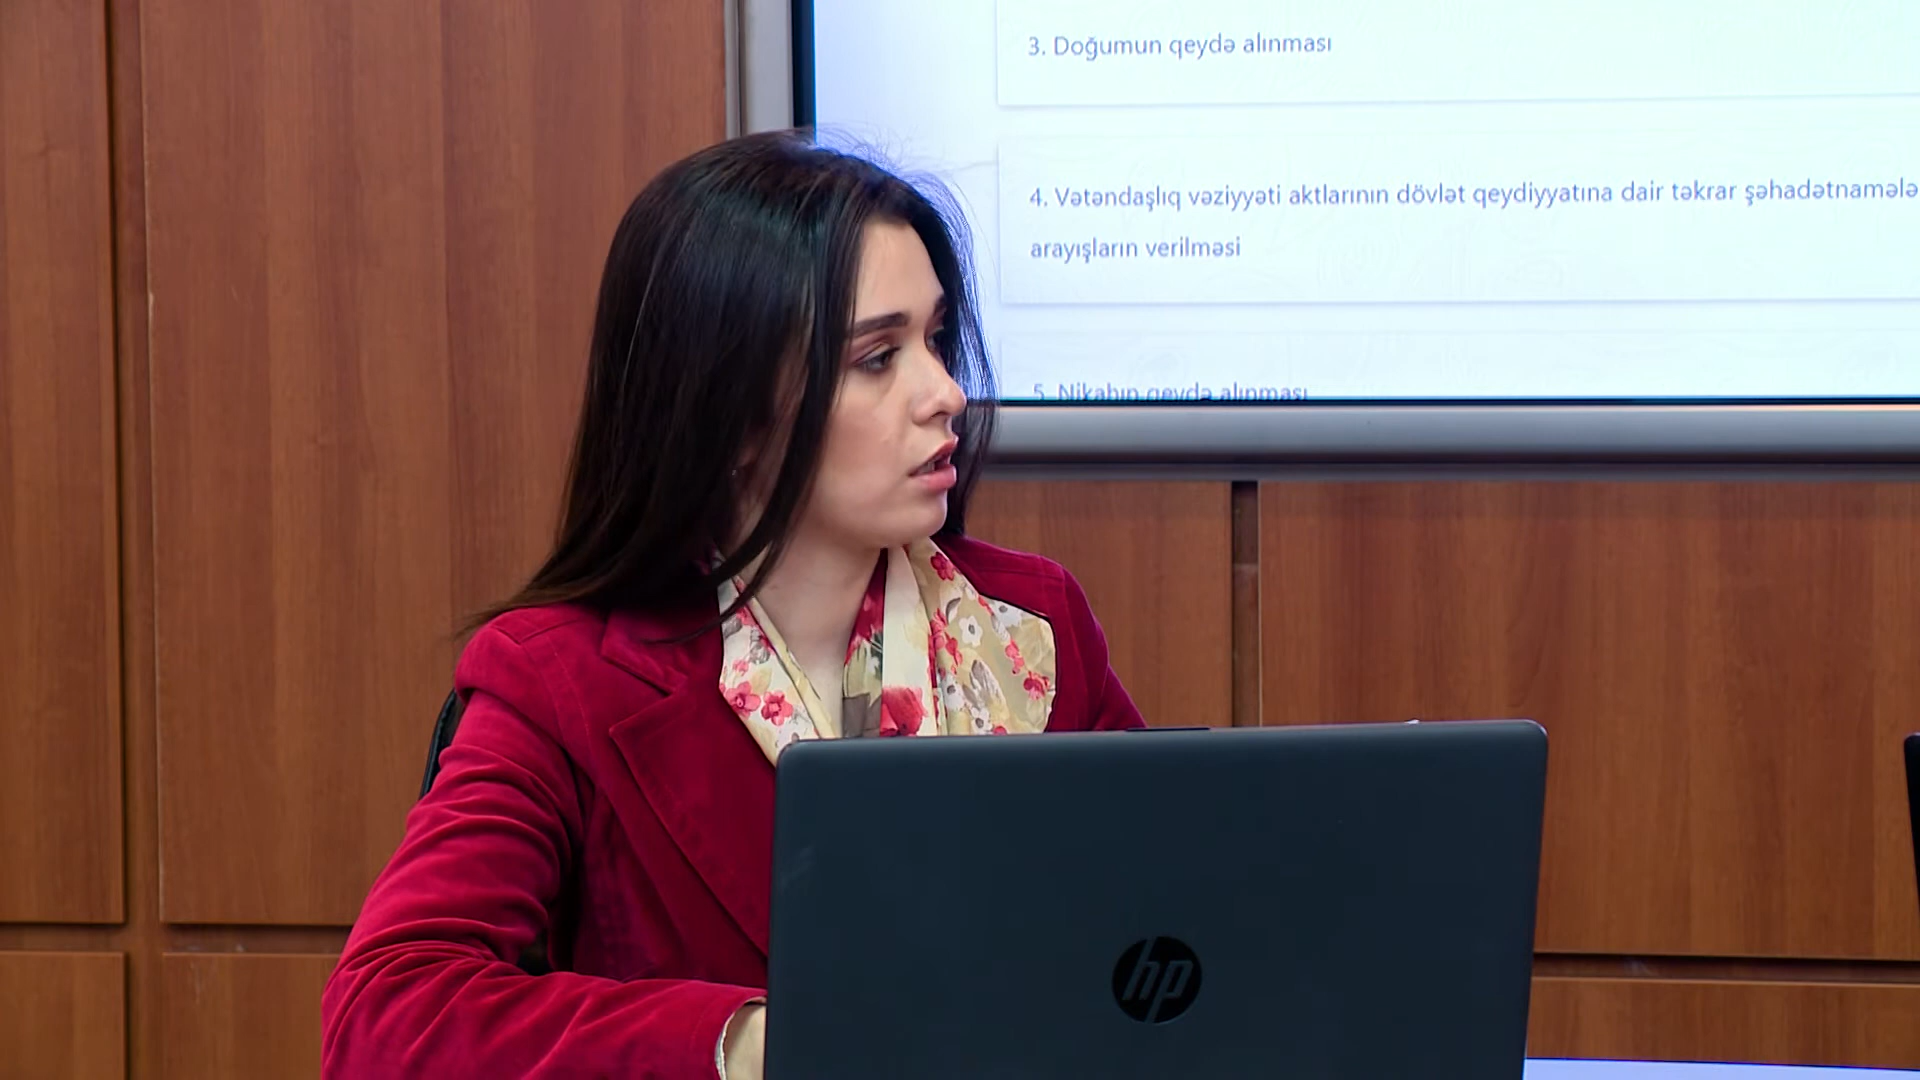 3. Doğumun qeydə alınması
4. Vətəndaşlıq vəziyyəti aktlarının dövlət qeydiyyatına dair təkrar şəhadətnamələ
arayışların verilməsi
5. Nikahın qeydə alınması
hp